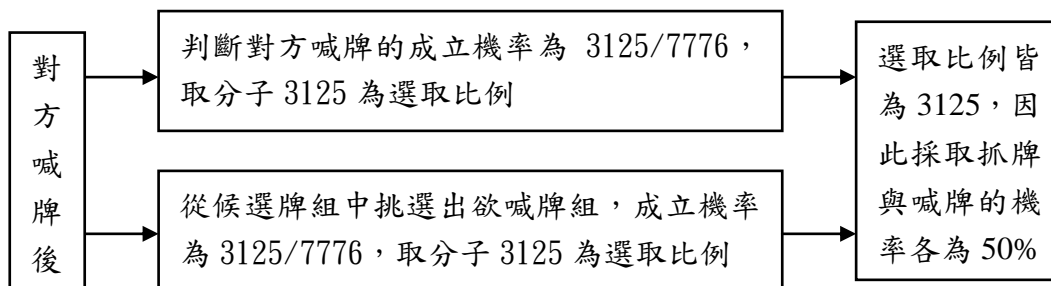 對方喊牌後
判斷對方喊牌的成立機率為 3125/7776，
取分子 3125 為選取比例
從候選牌組中挑選出欲喊牌組，成立機率
為 3125/7776，取分子 3125 為選取比例
選取比例皆
為 3125，因
此採取抓牌
與喊牌的機
率各為 50%